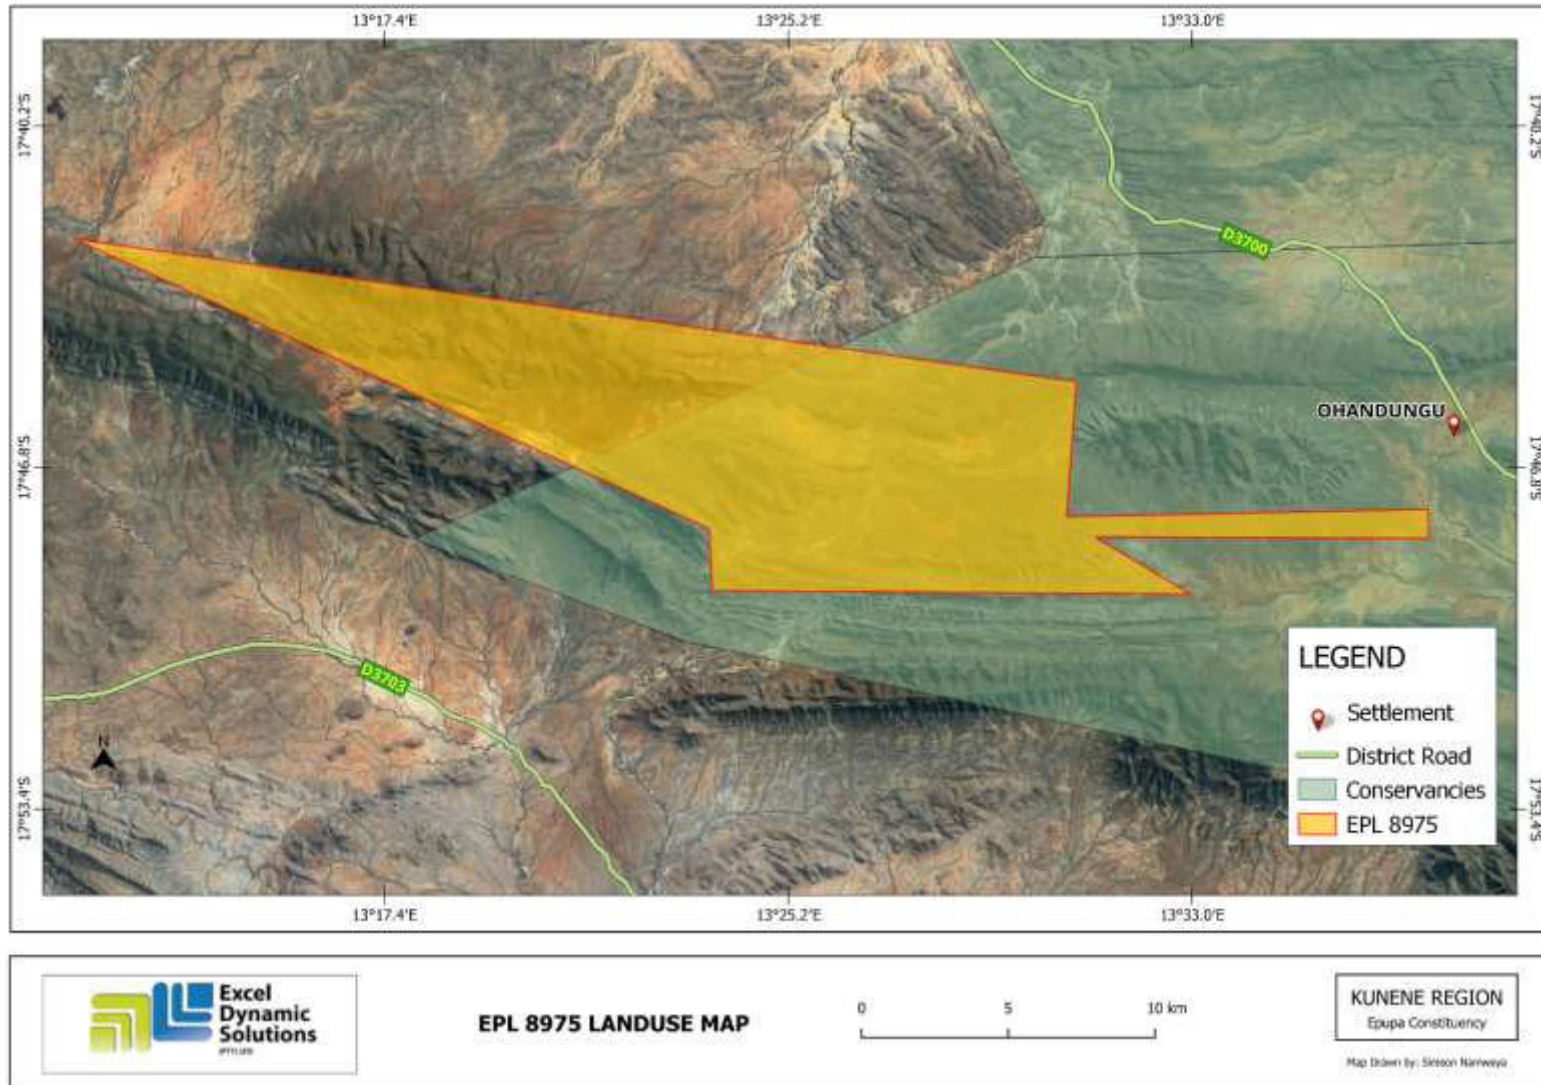 13°17.4'E 13°25.2'E 13°33.0'E
17°40.2'S
17°40.2'S
D3700
OHANDUNGU
17°46.8'S
17°46.8'S
D3703
LEGEND
Settlement
District Road
Conservancies
EPL 8975
N
17°53.4'S
17°53.4'S
13°17.4'E 13°25.2'E 13°33.0'E
Excel
Dynamic
Solutions
EPL 8975 LANDUSE MAP
0 5 10 km
KUNENE REGION
Epupa Constituency
Map Drawn by: